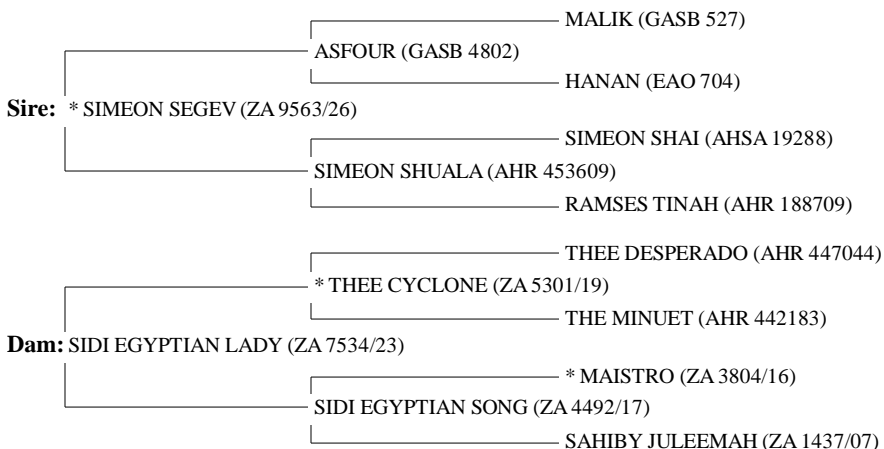 MALIK (GASB 527)
ASFOUR (GASB 4802)
HANAN (EAO 704)
Sire: * SIMEON SEGEV (ZA 9563/26)
SIMEON SHAI (AHSA 19288)
SIMEON SHUALA (AHR 453609)
RAMSES TINAH (AHR 188709)
THEE DESPERADO (AHR 447044)
* THEE CYCLONE (ZA 5301/19)
THE MINUET (AHR 442183)
Dam: SIDI EGYPTIAN LADY (ZA 7534/23)
* MAISTRO (ZA 3804/16)
SIDI EGYPTIAN SONG (ZA 4492/17)
SAHIBY JULEEMAH (ZA 1437/07)